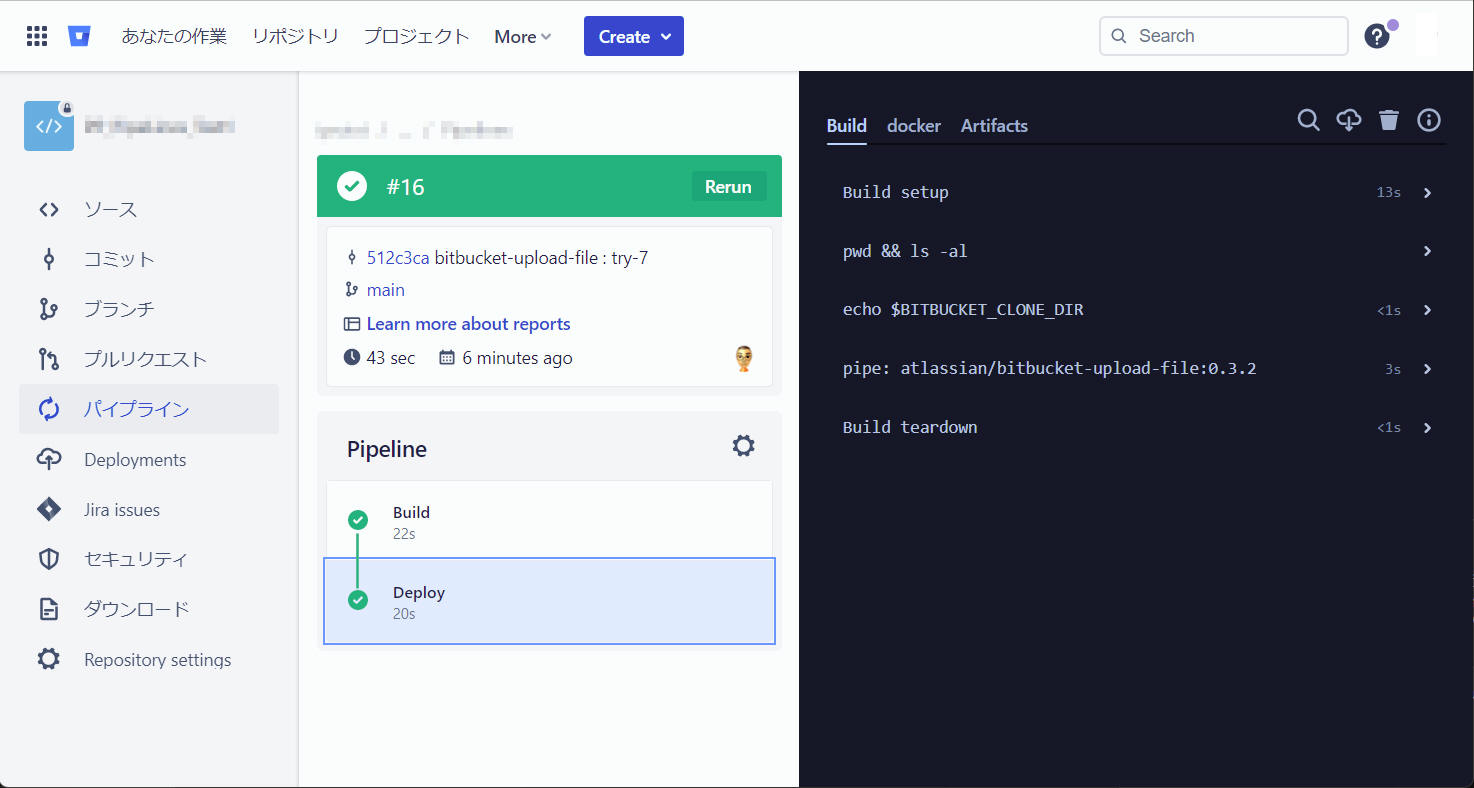 あなたの作業 リポジトリ プロジェクト More Create Search ?
</>
ソース
コミット
ブランチ
プルリクエスト
パイプライン
Deployments
Jira issues
セキュリティ
ダウンロード
Repository settings
#16 Rerun
512c3ca bitbucket-upload-file : try-7
main
Learn more about reports
43 sec 6 minutes ago
Pipeline
Build
22s
Deploy
20s
Build docker Artifacts
Build setup 13s
pwd && ls -al
echo $BITBUCKET_CLONE_DIR <1s
pipe: atlassian/bitbucket-upload-file:0.3.2 3s
Build teardown <1s